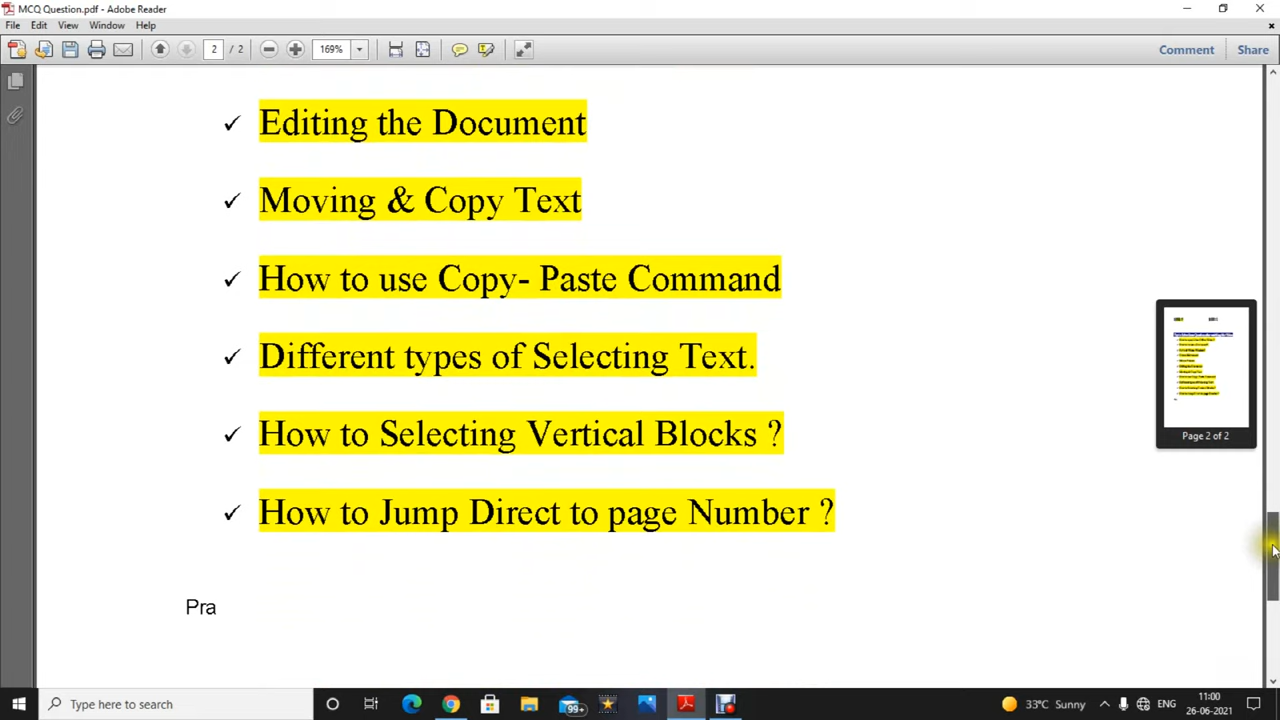 MCQ Question.pdf - Adobe Reader
File Edit View Window Help
2 / 2 169% Comment Share
Editing the Document
Moving & Copy Text
How to use Copy- Paste Command
Different types of Selecting Text.
How to Selecting Vertical Blocks ?
How to Jump Direct to page Number ?
Page 2 of 2
Pra
Type here to search
99+
33°C Sunny
ENG
11:00
26-06-2021